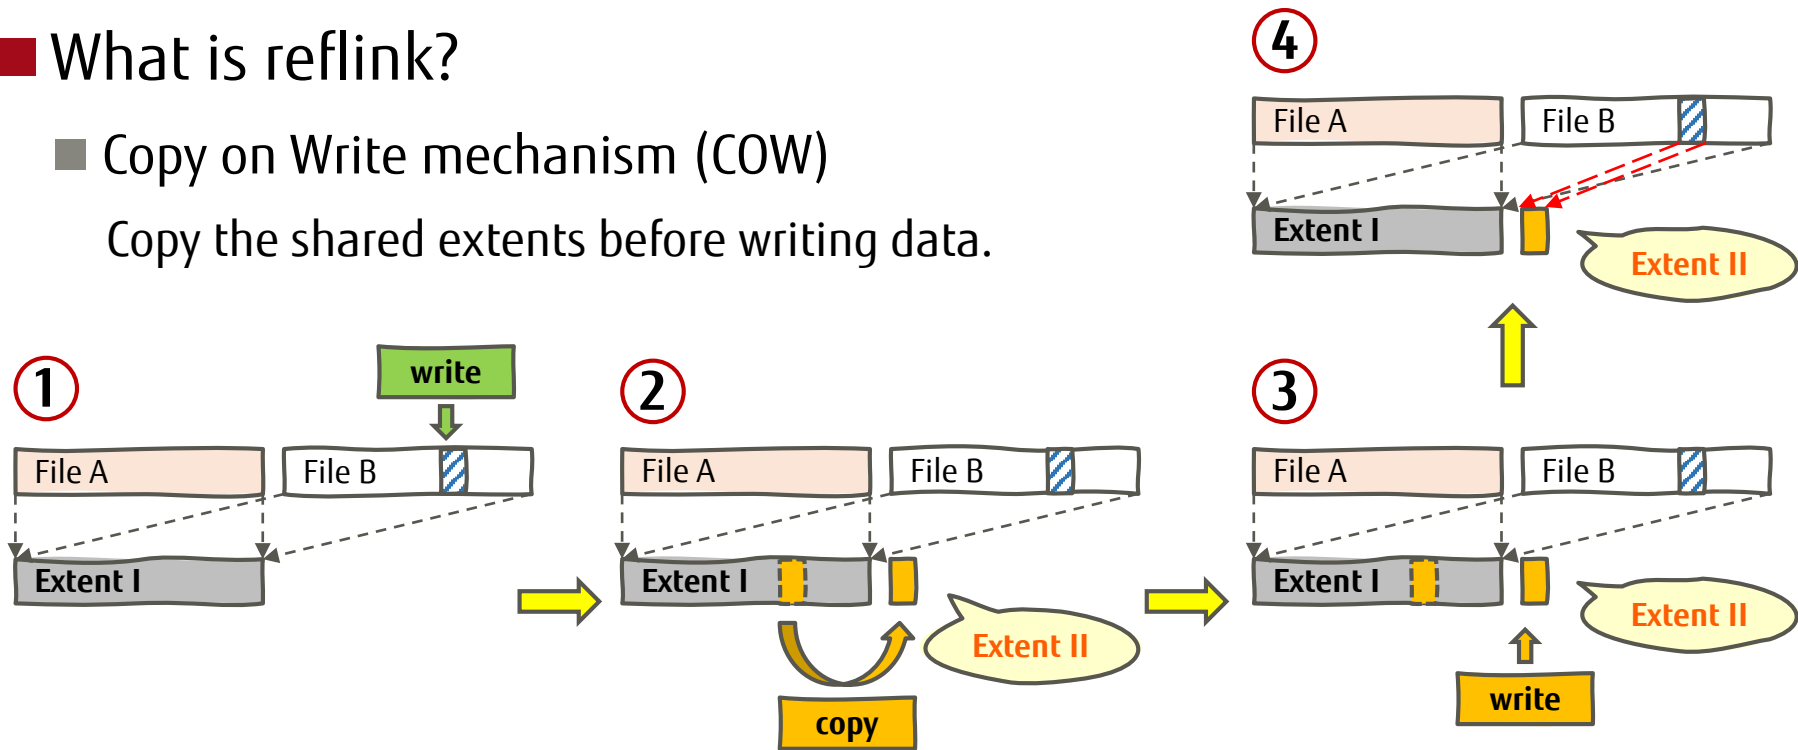 What is reflink?
Copy on Write mechanism (COW)
Copy the shared extents before writing data.
1
write
File A
File B
Extent I
2
File A
File B
Extent I
Extent II
copy
3
File A
File B
Extent I
Extent II
write
4
File A
File B
Extent I
Extent II